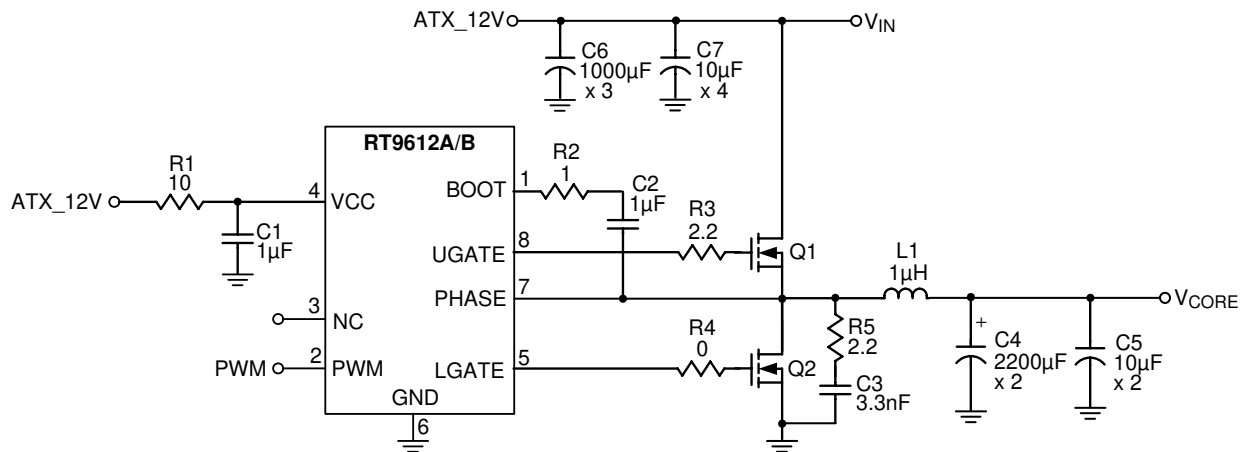 ATX_12V
VIN
C6
1000µF
x 3
C7
10µF
x 4
RT9612A/B
R1
10
ATX_12V
C1
1µF
4
VCC
3
NC
PWM
2
PWM
GND
6
BOOT
1
R2
1
C2
1µF
UGATE
8
R3
2.2
Q1
PHASE
7
L1
1µH
VCORE
R4
0
LGATE
5
Q2
R5
2.2
C3
3.3nF
+
C4
2200µF
x 2
C5
10µF
x 2